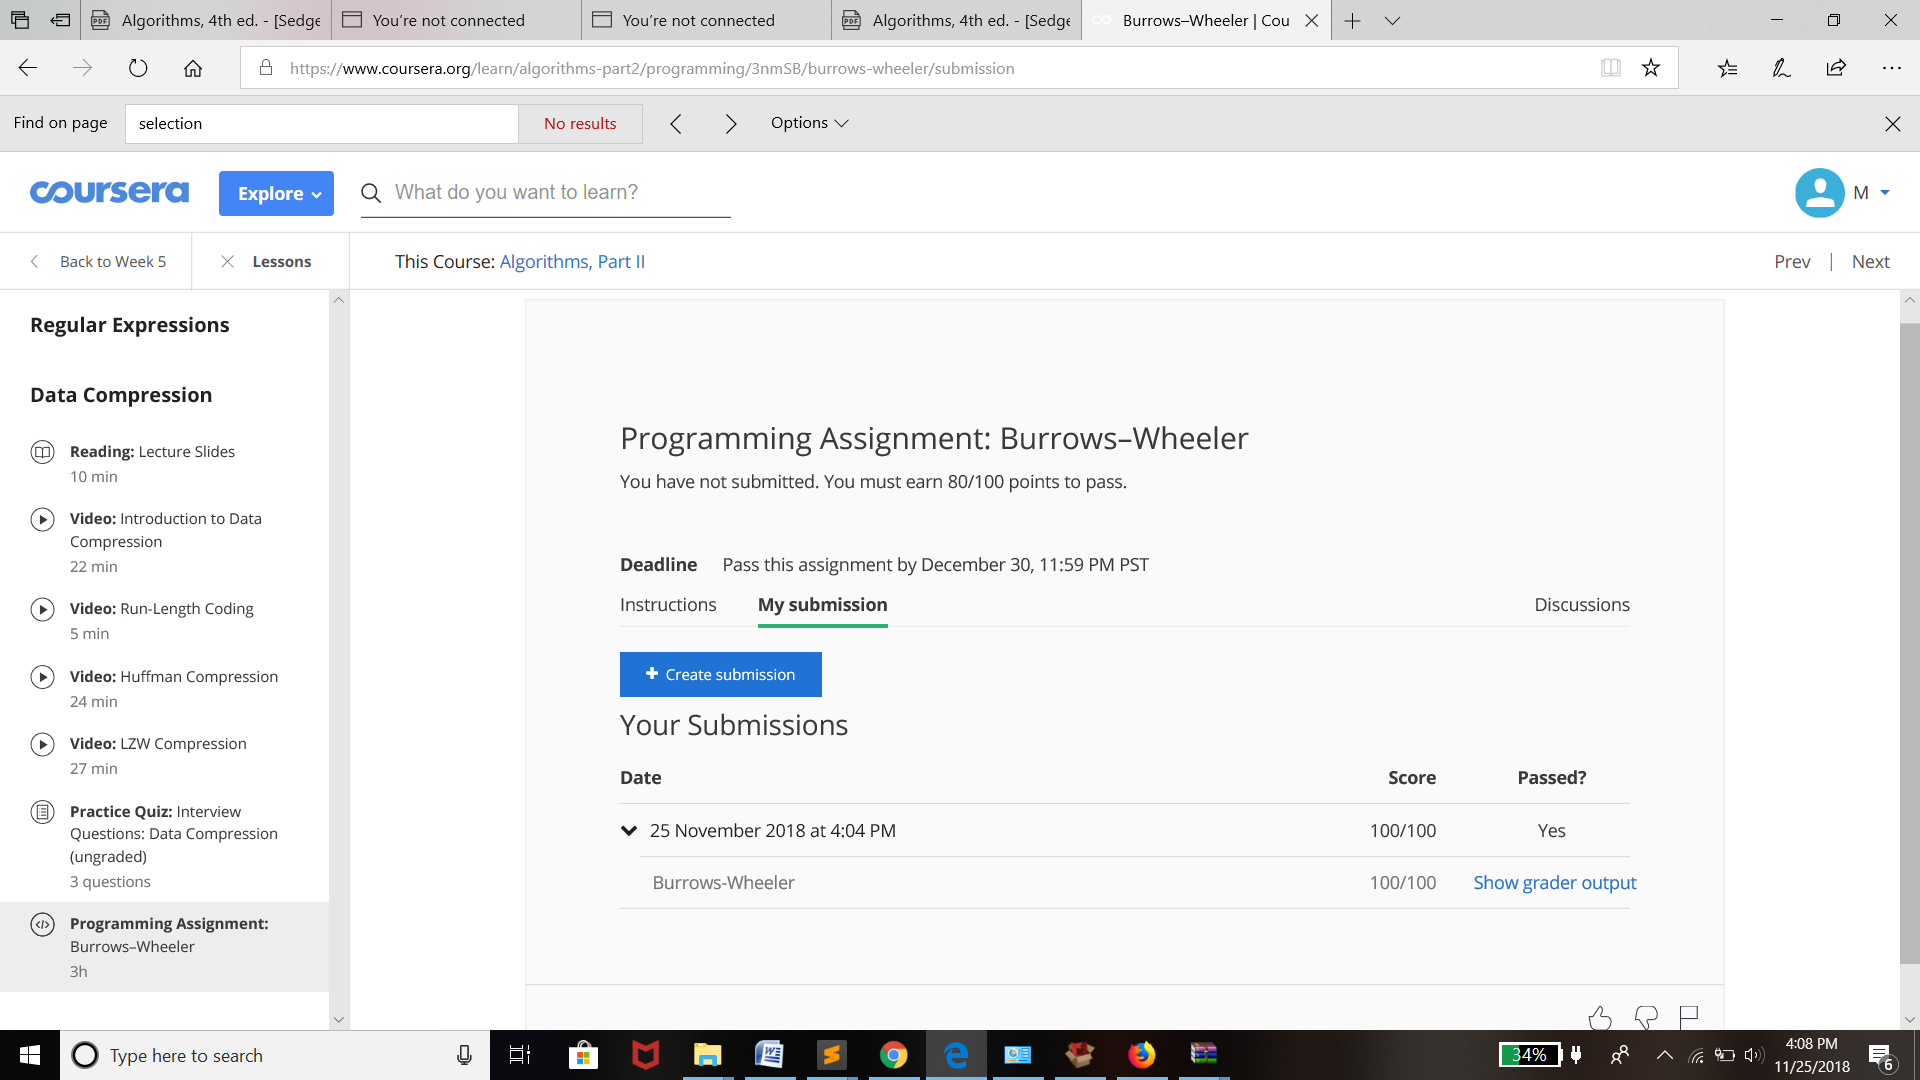 Algorithms, 4th ed. - [Sedge
You're not connected
You're not connected
Algorithms, 4th ed. - [Sedge
Burrows–Wheeler | Cou
https://www.coursera.org/learn/algorithms-part2/programming/3nmSB/burrows-wheeler/submission
Find on page
selection
No results
Options
coursera
Explore
What do you want to learn?
M
Back to Week 5
Lessons
This Course: Algorithms, Part II
Prev | Next
Regular Expressions
Data Compression
Reading: Lecture Slides
10 min
Video: Introduction to Data
Compression
22 min
Video: Run-Length Coding
5 min
Video: Huffman Compression
24 min
Video: LZW Compression
27 min
Practice Quiz: Interview
Questions: Data Compression
(ungraded)
3 questions
Programming Assignment:
Burrows–Wheeler
3h
Programming Assignment: Burrows–Wheeler
You have not submitted. You must earn 80/100 points to pass.
Deadline Pass this assignment by December 30, 11:59 PM PST
Instructions My submission Discussions
+ Create submission
Your Submissions
Date Score Passed?
25 November 2018 at 4:04 PM 100/100 Yes
Burrows-Wheeler 100/100 Show grader output
Type here to search
34%
4:08 PM
11/25/2018
6